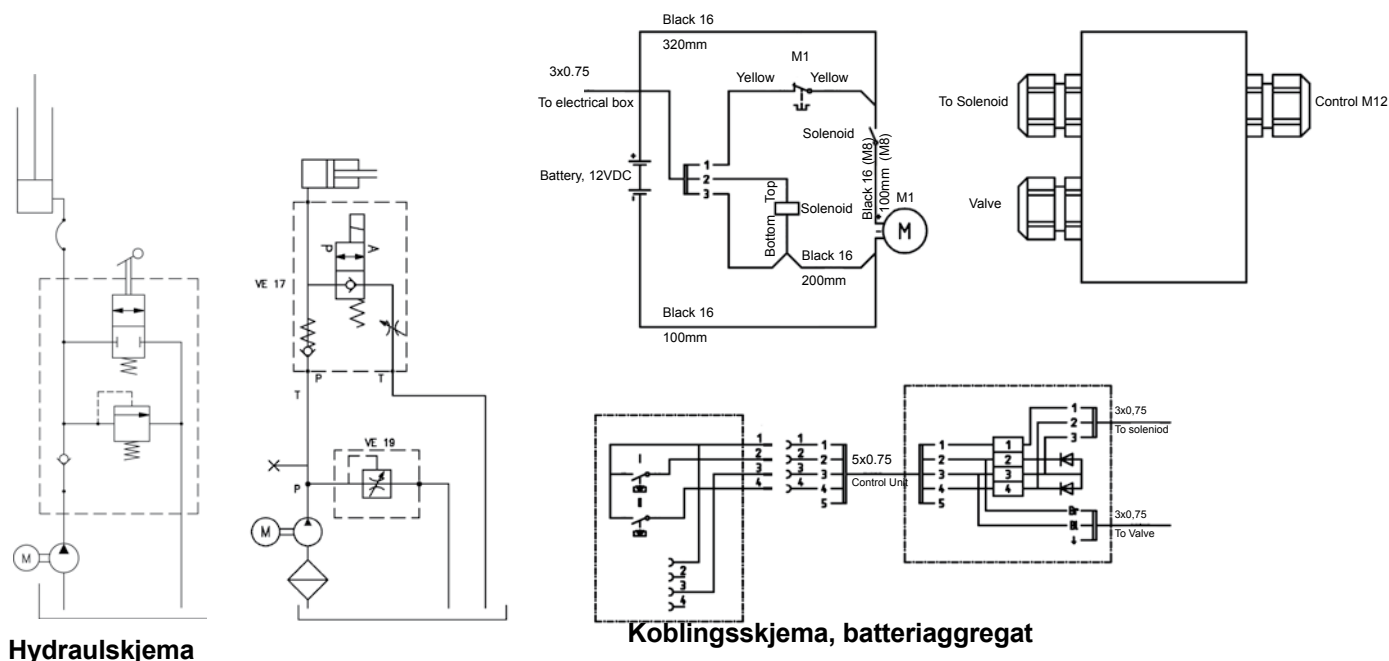 M
Hydraulskjema
VE 17
P
A
P
T
T
VE 19
P
M
Black 16
320mm
3x0.75
To electrical box
M1
Yellow
Yellow
Solenoid
Battery, 12VDC
+
-
1
2
3
Top
Bottom
Solenoid
Black 16 (M8)
100mm (M8)
M1
+
M
Black 16
200mm
Black 16
100mm
To Solenoid
Control M12
Valve
I
II
1
2
3
4
2
3
4
1
2
3
4
1
2
3
4
5
5x0.75
Control Unit
1
2
3
4
5
1
2
3
4
1
2
3
3x0,75
To soleniod
Br
Bl
3x0,75
To Valve
Koblingsskjema, batteriaggregat